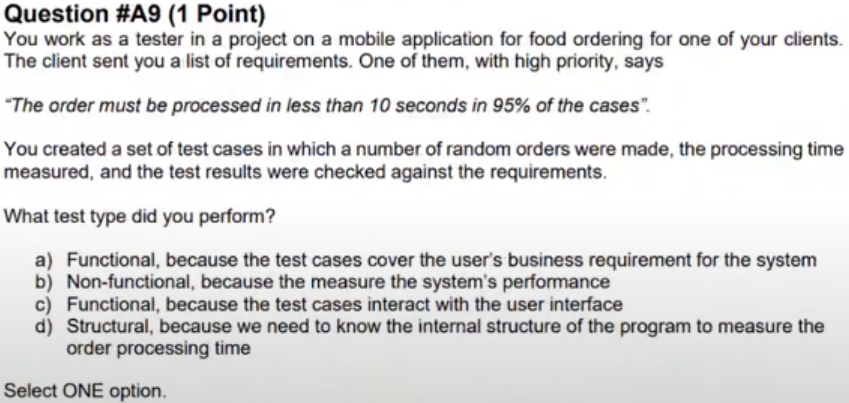 Question #A9 (1 Point)
You work as a tester in a project on a mobile application for food ordering for one of your clients.
The client sent you a list of requirements. One of them, with high priority, says
“The order must be processed in less than 10 seconds in 95% of the cases”.
You created a set of test cases in which a number of random orders were made, the processing time
measured, and the test results were checked against the requirements.
What test type did you perform?
a) Functional, because the test cases cover the user's business requirement for the system
b) Non-functional, because the measure the system's performance
c) Functional, because the test cases interact with the user interface
d) Structural, because we need to know the internal structure of the program to measure the
order processing time
Select ONE option.